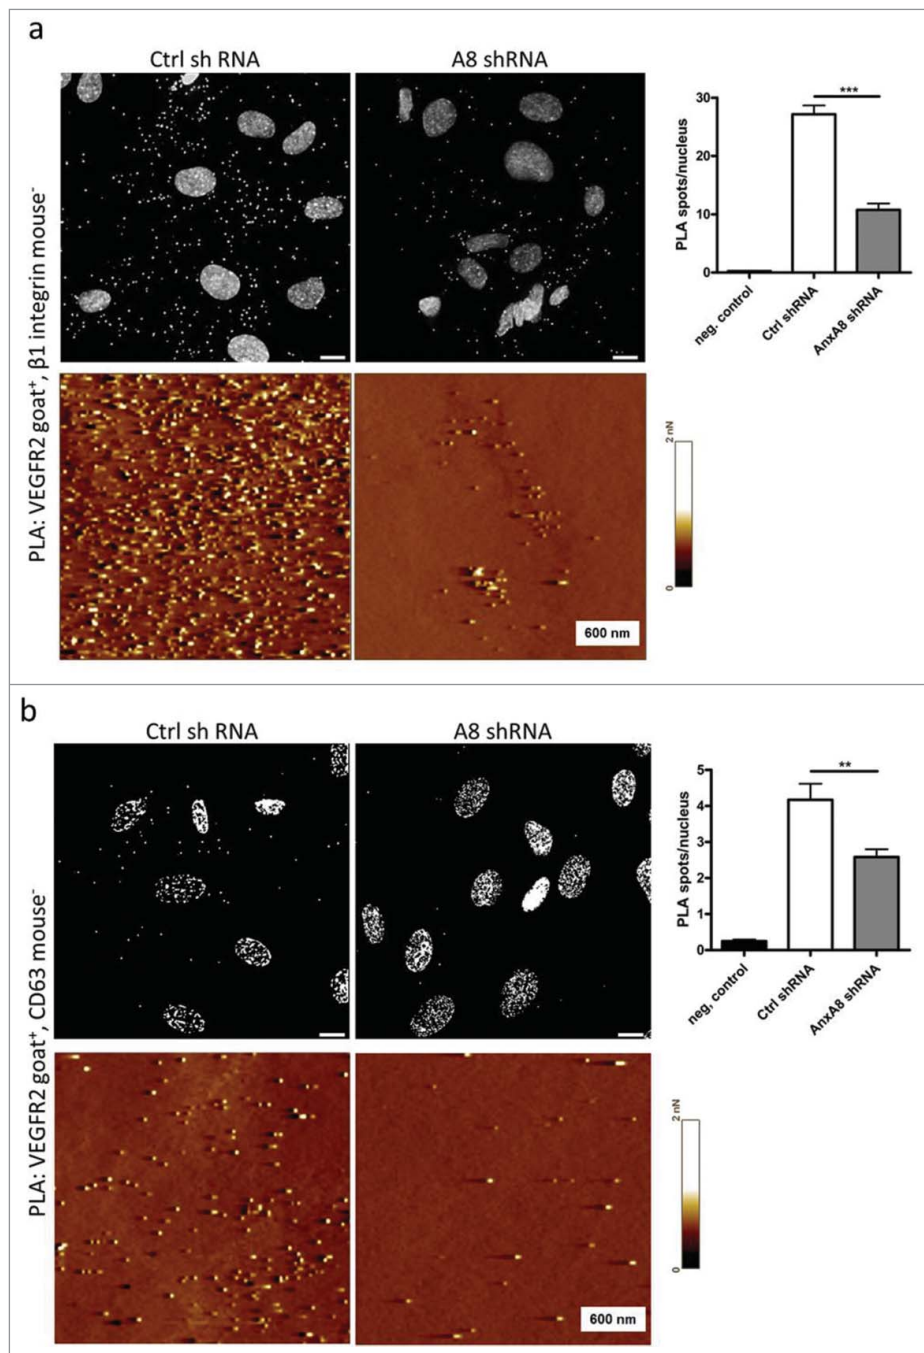 a
Ctrl sh RNA
A8 shRNA
PLA: VEGFR2 goat⁺, β1 integrin mouse⁻
***
PLA spots/nucleus
30
20
10
0
neg. control
Ctrl shRNA
AnxA8 shRNA
2 nN
0
600 nm
b
Ctrl sh RNA
A8 shRNA
PLA: VEGFR2 goat⁺, CD63 mouse⁻
**
PLA spots/nucleus
5
4
3
2
1
0
neg, control
Ctrl shRNA
AnxA8 shRNA
2 nN
0
600 nm